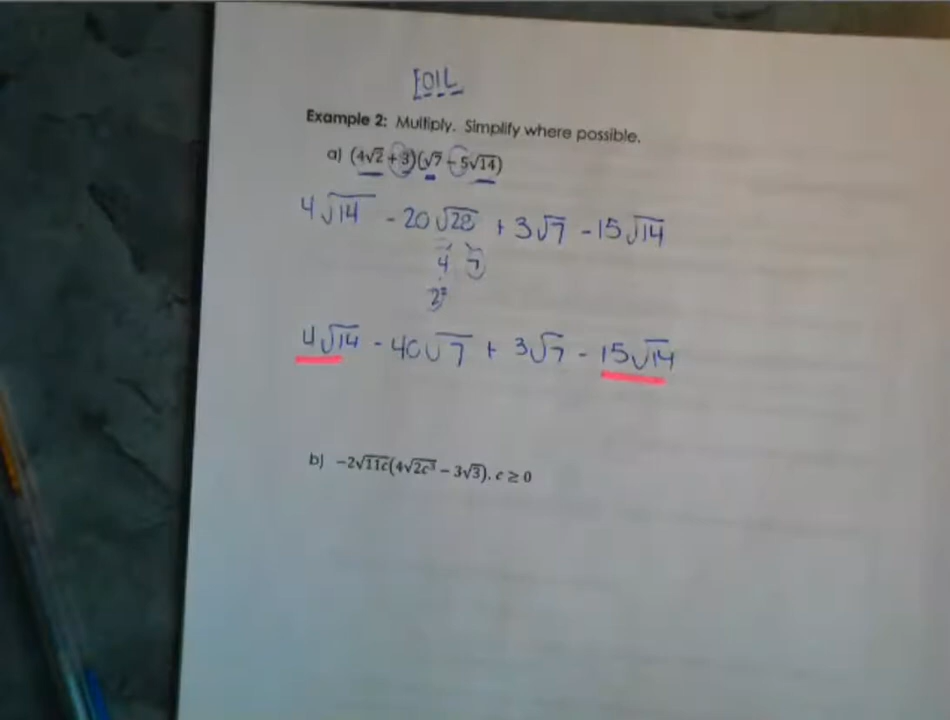 FOIL
Example 2: Multiply. Simplify where possible.
a) (4√2 + 3)(√7 − 5√14)
4√14 - 20√28 + 3√7 - 15√14
4 7
2²
4√14 - 40√7 + 3√7 - 15√14
b) −2√11c(4√2c³ − 3√3), c ≥ 0